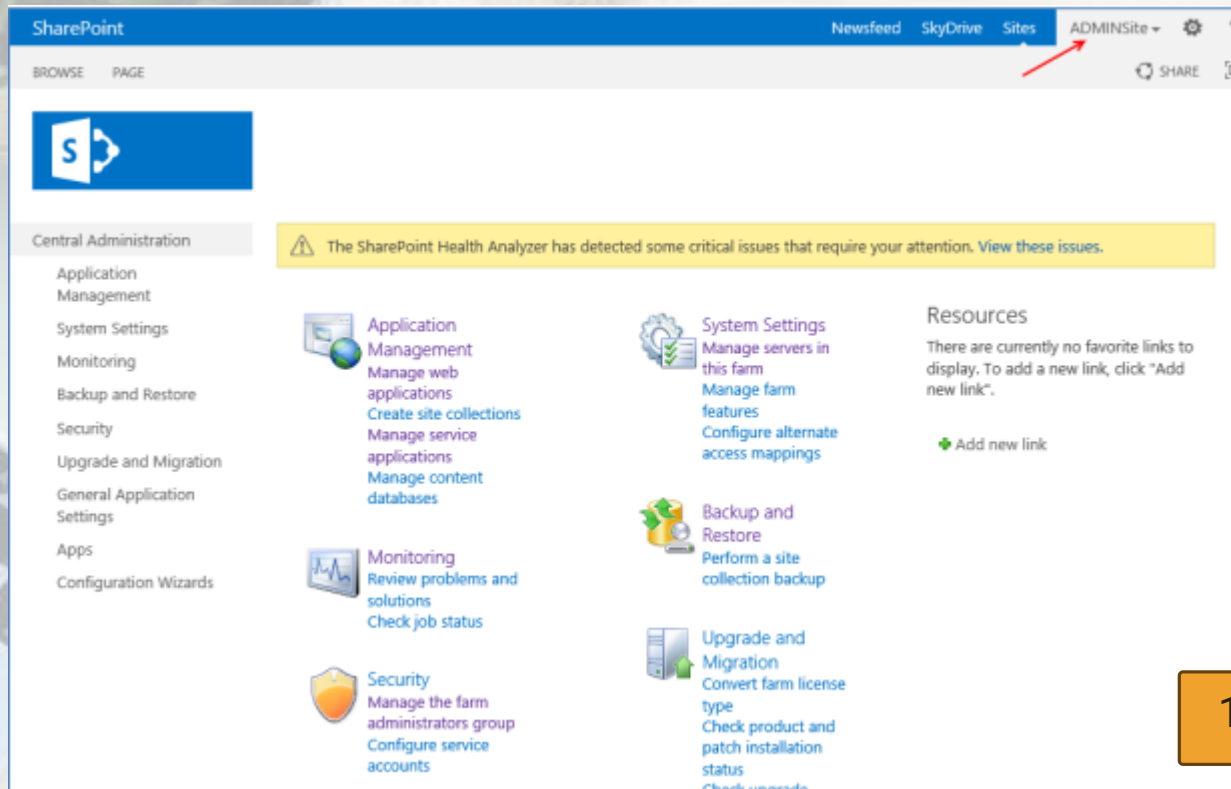 SharePoint
Newsfeed SkyDrive Sites ADMINSite
BROWSE PAGE
SHARE
S
Central Administration
Application
Management
System Settings
Monitoring
Backup and Restore
Security
Upgrade and Migration
General Application
Settings
Apps
Configuration Wizards
The SharePoint Health Analyzer has detected some critical issues that require your attention. View these issues.
Application
Management
Manage web
applications
Create site collections
Manage service
applications
Manage content
databases
Monitoring
Review problems and
solutions
Check job status
Security
Manage the farm
administrators group
Configure service
accounts
System Settings
Manage servers in
this farm
Manage farm
features
Configure alternate
access mappings
Backup and
Restore
Perform a site
collection backup
Upgrade and
Migration
Convert farm license
type
Check product and
patch installation
status
Check upgrade
Resources
There are currently no favorite links to
display. To add a new link, click "Add
new link".
Add new link
1